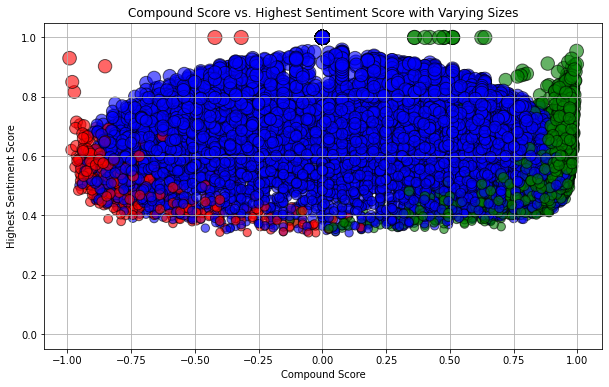 Compound Score vs. Highest Sentiment Score with Varying Sizes
Highest Sentiment Score
1.0
0.8
0.6
0.4
0.2
0.0
−1.00 −0.75 −0.50 −0.25 0.00 0.25 0.50 0.75 1.00
Compound Score